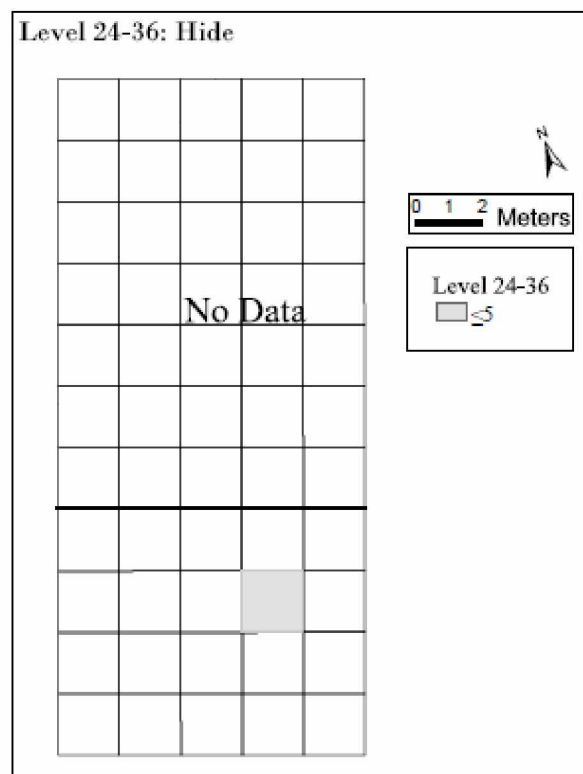 Level 24-36: Hide
N
0 1 2 Meters
Level 24-36
≤5
No Data